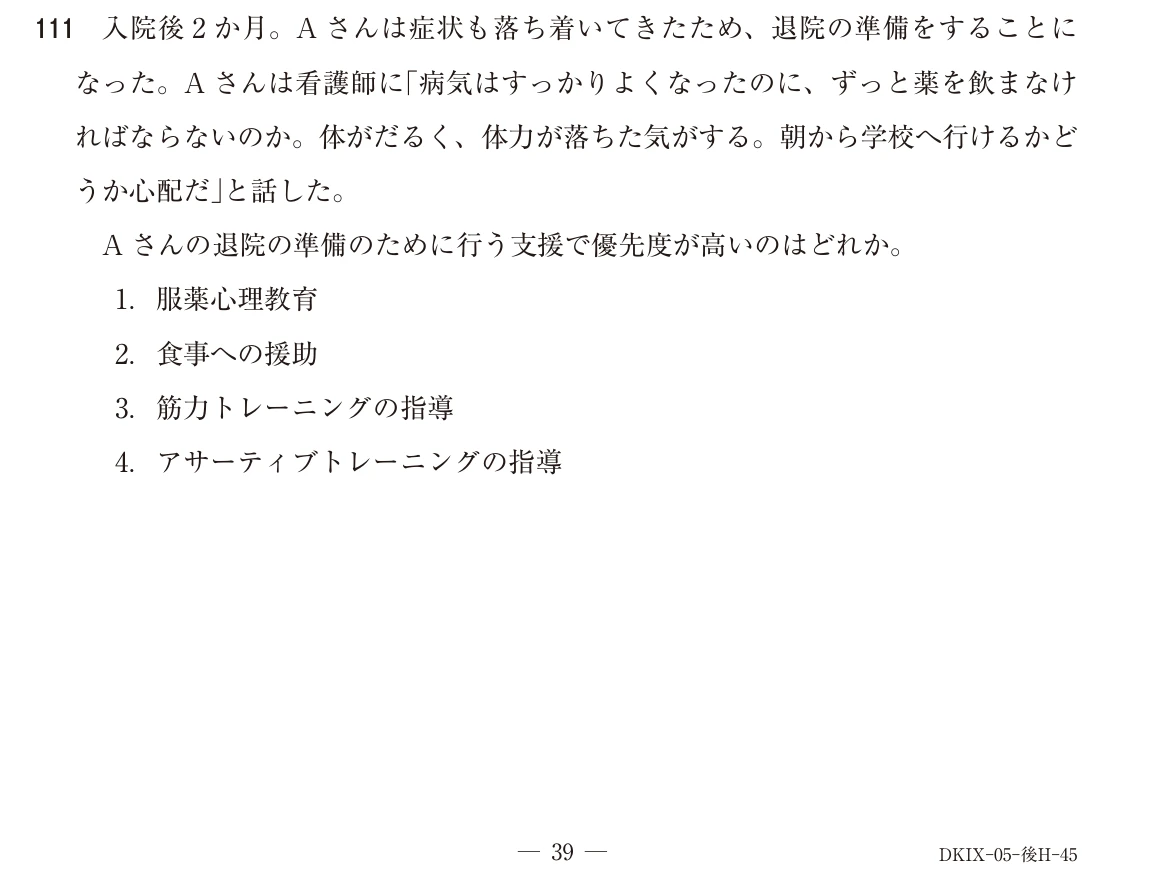 111 入院後2か月。Aさんは症状も落ち着いてきたため、退院の準備をすることに
なった。Aさんは看護師に「病気はすっかりよくなったのに、ずっと薬を飲まなけ
ればならないのか。体がだるく、体力が落ちた気がする。朝から学校へ行けるかど
うか心配だ」と話した。
Aさんの退院の準備のために行う支援で優先度が高いのはどれか。
1. 服薬心理教育
2. 食事への援助
3. 筋力トレーニングの指導
4. アサーティブトレーニングの指導
― 39 ―
DKIX-05-後H-45